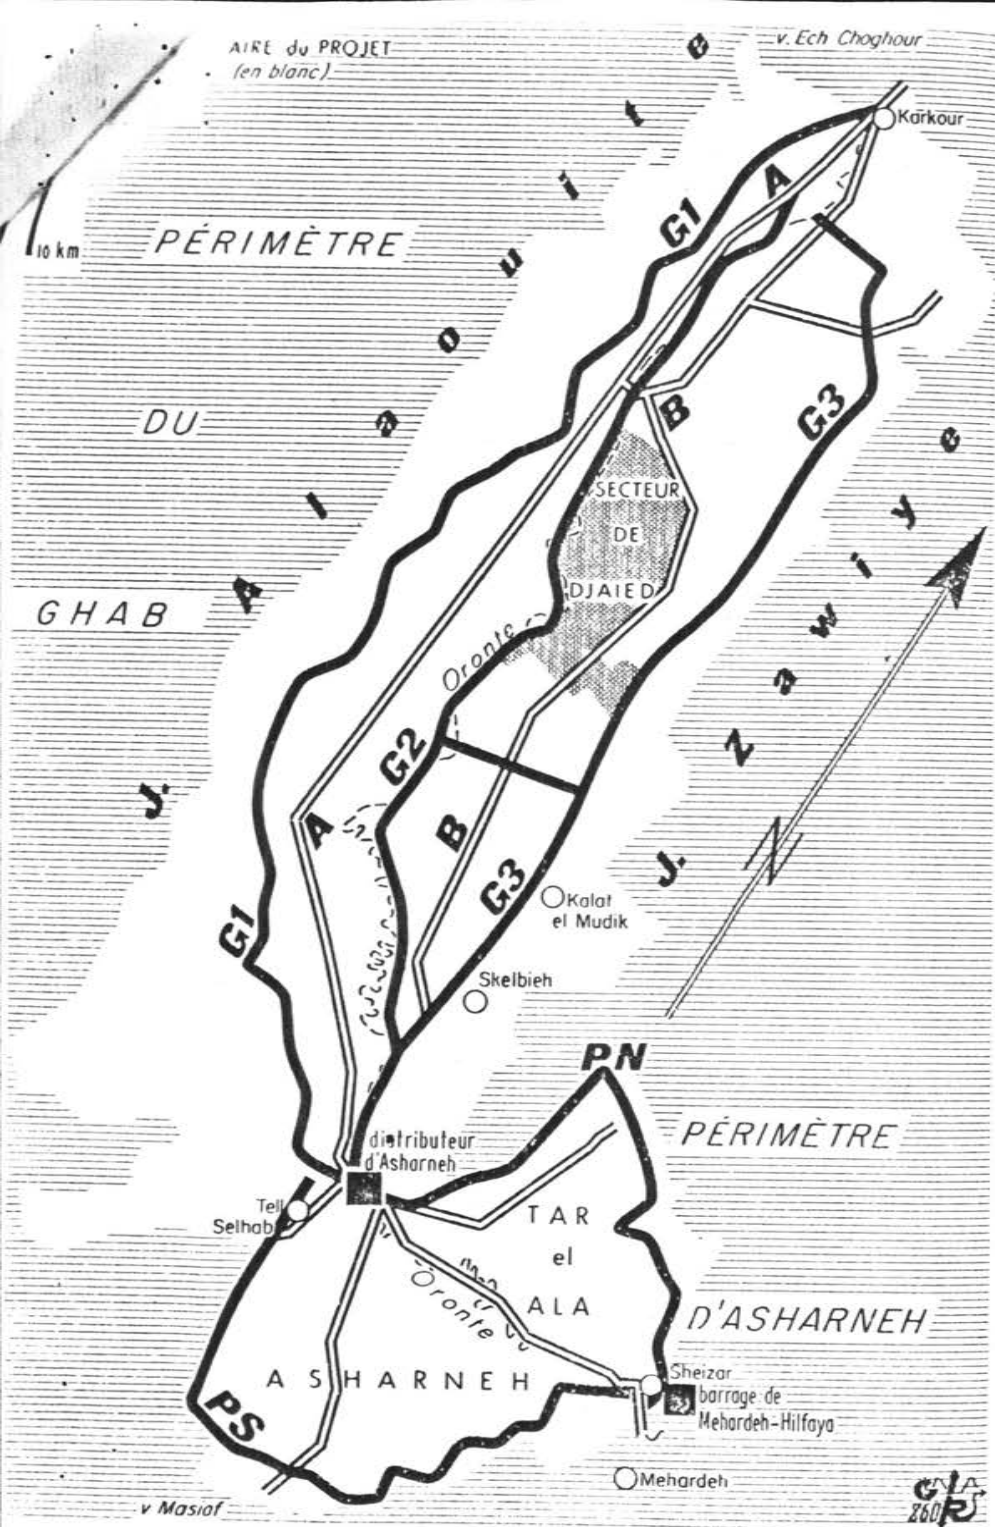 AIRE du PROJET
(en blanc)
v. Ech Choghour
Karkour
10 km
PÉRIMÈTRE
DU
GHAB
J. Alaouite
G1
A
B
G3
SECTEUR
DE
DJAIED
Oronte
G2
A
B
G3
G1
J. Zawiye
N
Kalat
el Mudik
Skelbieh
PN
PÉRIMÈTRE
D'ASHARNEH
distributeur
d'Asharneh
Tell
Selhab
TAR
el
ALA
Oronte
ASHARNEH
Sheizar
barrage de
Mehardeh-Hilfaya
PS
Mehardeh
v Masiaf